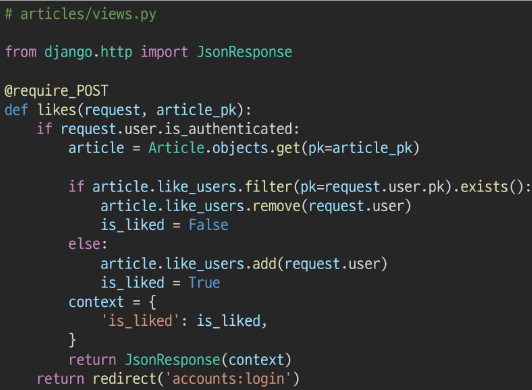 # articles/views.py

from django.http import JsonResponse

@require_POST
def likes(request, article_pk):
    if request.user.is_authenticated:
        article = Article.objects.get(pk=article_pk)

        if article.like_users.filter(pk=request.user.pk).exists():
            article.like_users.remove(request.user)
            is_liked = False
        else:
            article.like_users.add(request.user)
            is_liked = True
        context = {
            'is_liked': is_liked,
        }
        return JsonResponse(context)
    return redirect('accounts:login')